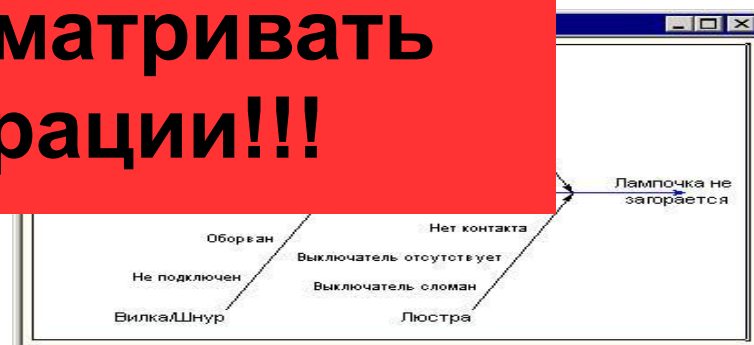 матривать
рации!!!
Лампочка не
загорается
Нет контакта
Оборван
Выключатель отсутствует
Не подключен
Выключатель сломан
Вилка/Шнур
Люстра